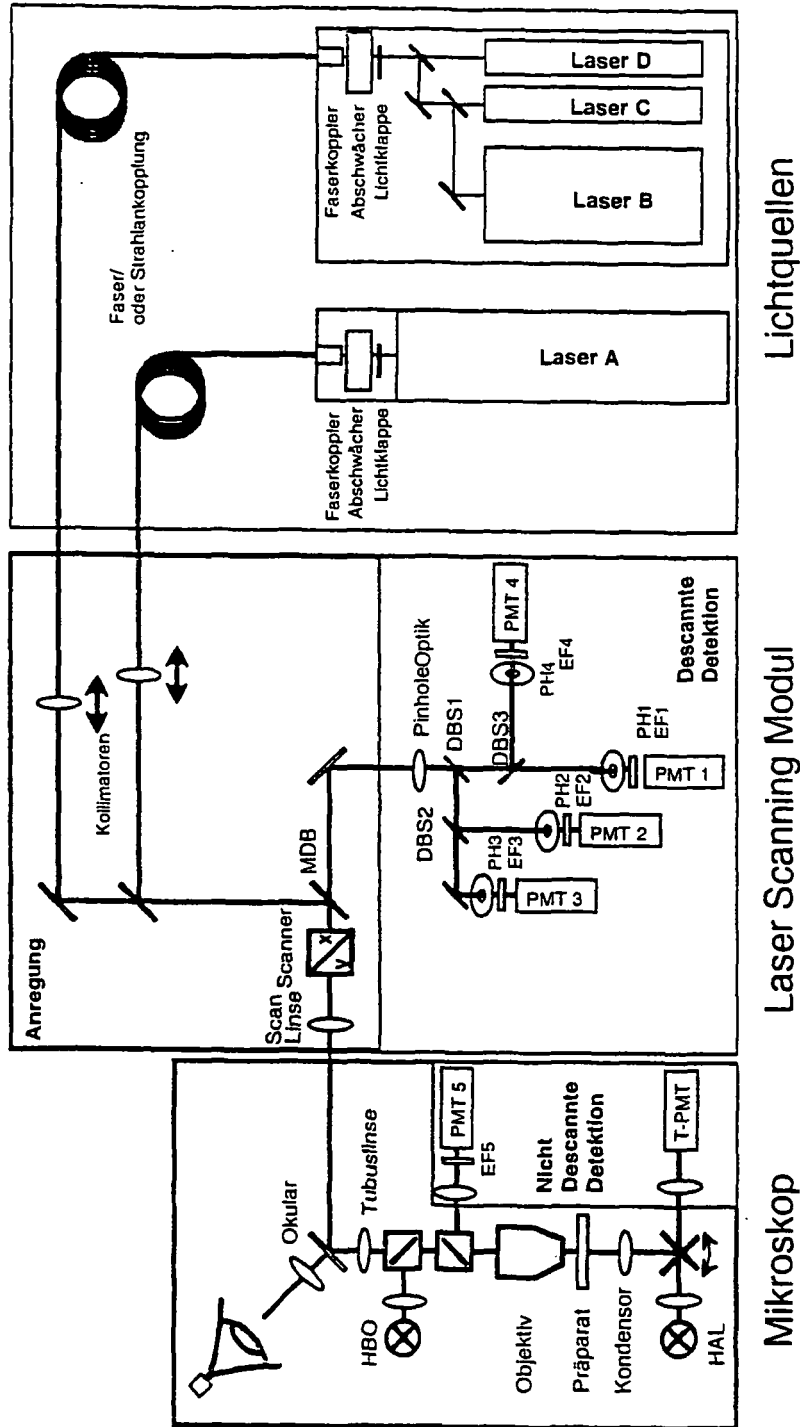 Lichtquellen
Faser/
oder Strahlankopplung
Faserkoppler
Abschwächer
Lichtklappe
Laser D
Laser C
Laser B
Faserkoppler
Abschwächer
Lichtklappe
Laser A
Laser Scanning Modul
Anregung
Kollimatoren
MDB
Scanner
x
y
Scan
Linse
PinholeOptik
DBS1
DBS2
DBS3
PH4
EF4
PMT 4
PH1
EF1
PMT 1
PH2
EF2
PMT 2
PH3
EF3
PMT 3
Descannte
Detektion
Mikroskop
Okular
Tubuslinse
HBO
EF5
PMT 5
Nicht
Descannte
Detektion
Objektiv
Präparat
Kondensor
HAL
T-PMT